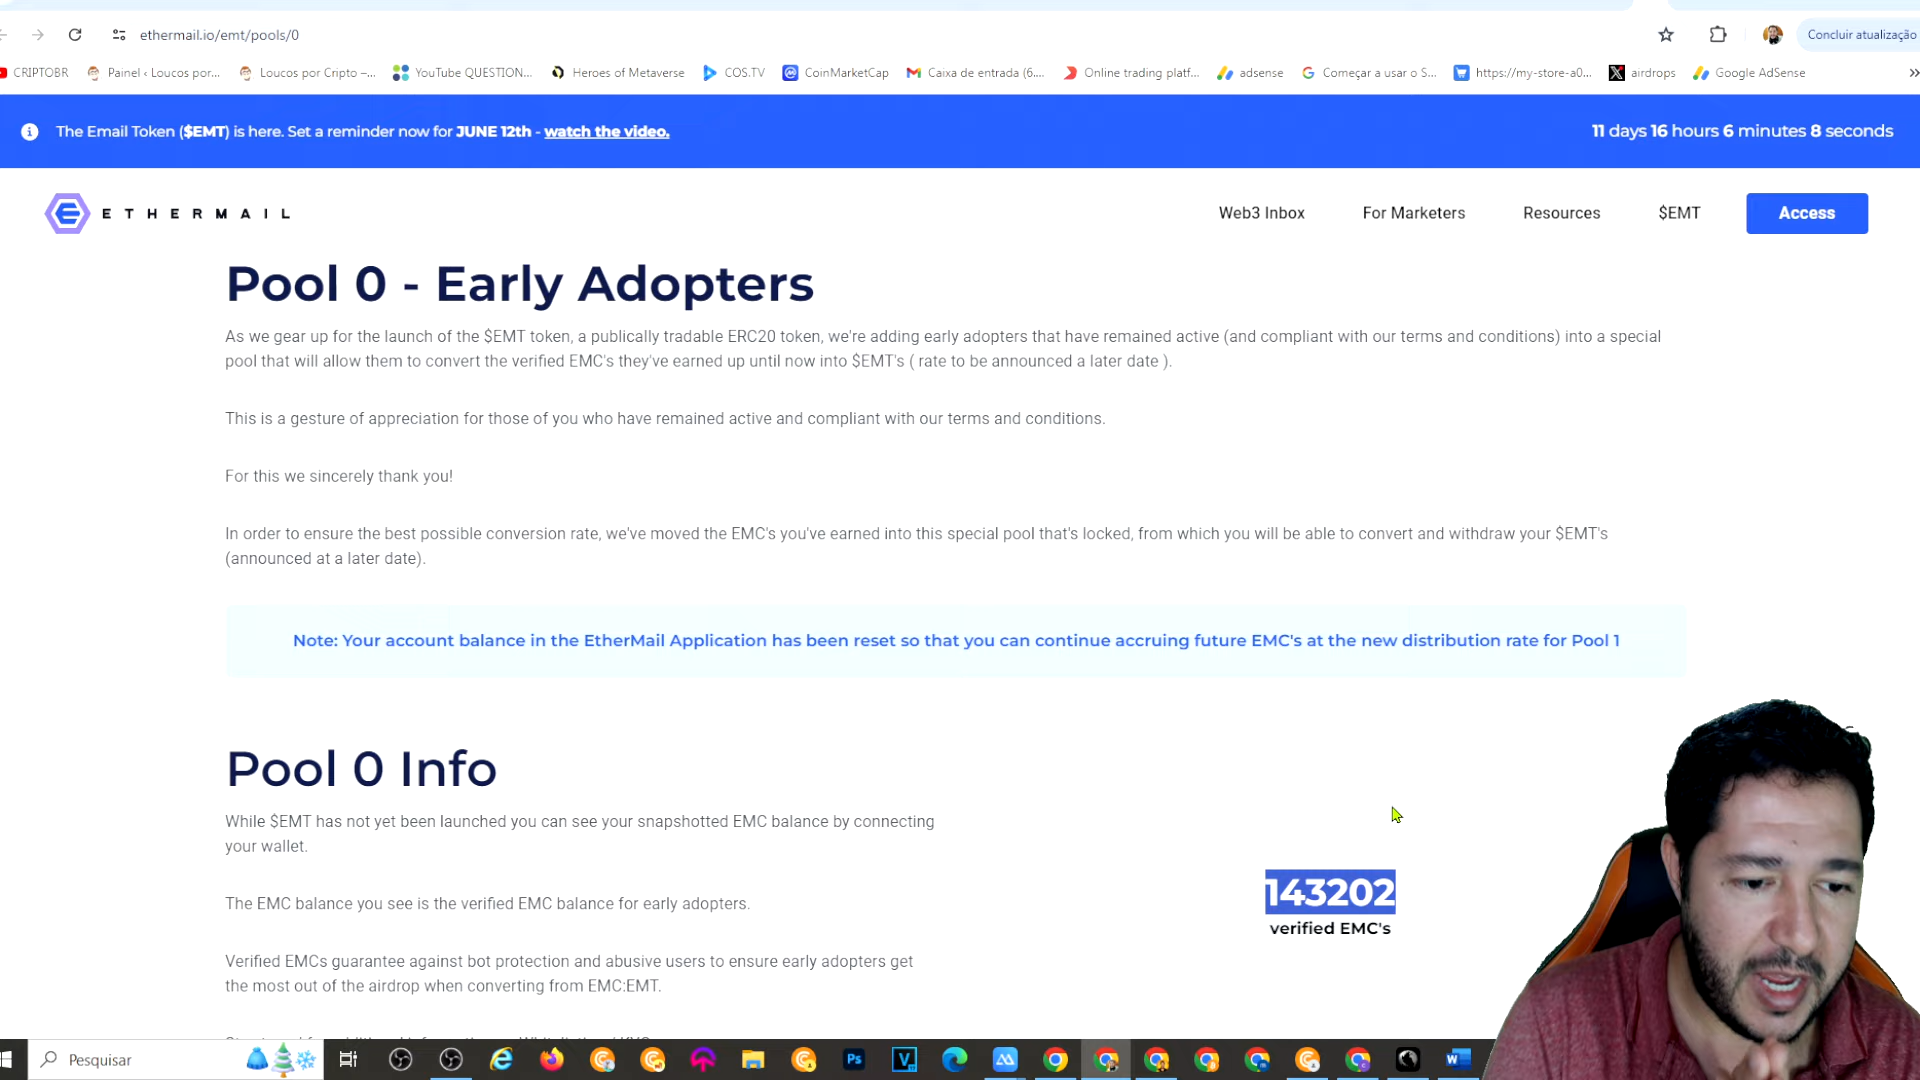 ethermail.io/emt/pools/0
Concluir atualização
CRIPTOBR
Painel ‹ Loucos por...
Loucos por Cripto –...
YouTube QUESTION...
Heroes of Metaverse
COS.TV
CoinMarketCap
Caixa de entrada (6....
Online trading platf...
adsense
Começar a usar o S...
https://my-store-a0...
airdrops
Google AdSense
»
The Email Token ($EMT) is here. Set a reminder now for JUNE 12th - watch the video.
11 days 16 hours 6 minutes 8 seconds
ETHERMAIL
Web3 Inbox
For Marketers
Resources
$EMT
Access
Pool 0 - Early Adopters
As we gear up for the launch of the $EMT token, a publically tradable ERC20 token, we're adding early adopters that have remained active (and compliant with our terms and conditions) into a special
pool that will allow them to convert the verified EMC's they've earned up until now into $EMT's ( rate to be announced a later date ).
This is a gesture of appreciation for those of you who have remained active and compliant with our terms and conditions.
For this we sincerely thank you!
In order to ensure the best possible conversion rate, we've moved the EMC's you've earned into this special pool that's locked, from which you will be able to convert and withdraw your $EMT's
(announced at a later date).
Note: Your account balance in the EtherMail Application has been reset so that you can continue accruing future EMC's at the new distribution rate for Pool 1
Pool 0 Info
While $EMT has not yet been launched you can see your snapshotted EMC balance by connecting
your wallet.
The EMC balance you see is the verified EMC balance for early adopters.
Verified EMCs guarantee against bot protection and abusive users to ensure early adopters get
the most out of the airdrop when converting from EMC:EMT.
143202
verified EMC's
Pesquisar
Ps
V
W